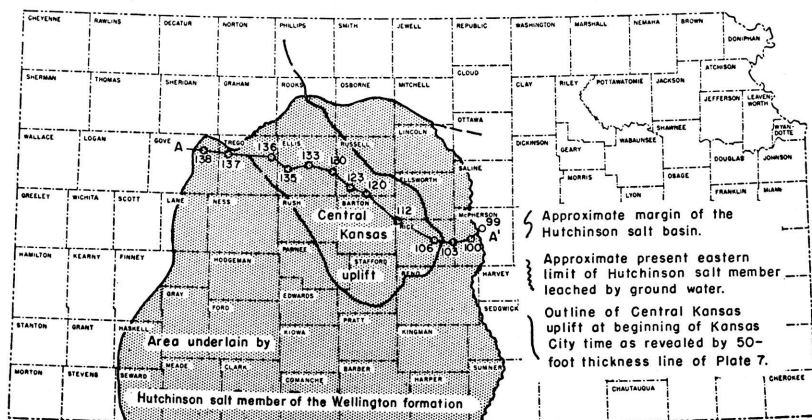 CHEYENNE RAWLINS DECATUR NORTON PHILLIPS SMITH JEWELL REPUBLIC WASHINGTON MARSHALL NEMAHA BROWN
DONIPHAN
SHERMAN THOMAS SHERIDAN GRAHAM ROOKS OSBORNE MITCHELL CLOUD CLAY RILEY POTTAWATOMIE JACKSON ATCHISON
JEFFERSON LEAVEN-
WORTH
WYAN-
DOTTE
WALLACE LOGAN GOVE TREGO ELLIS RUSSELL LINCOLN OTTAWA
DICKINSON GEARY WABAUNSEE SHAWNEE DOUGLAS JOHNSON
A 138 137 136 135 133 130 123 120 112 106 103 100 99 A'
SALINE ELLSWORTH MORRIS LYON OSAGE FRANKLIN MIAMI
GREELEY WICHITA SCOTT LANE NESS RUSH BARTON RICE McPHERSON
Central
Kansas
uplift
HAMILTON KEARNY FINNEY HODGEMAN PAWNEE STAFFORD RENO HARVEY
GRAY FORD EDWARDS SEDGWICK
STANTON GRANT HASKELL KIOWA PRATT KINGMAN
Area underlain by
MORTON STEVENS SEWARD MEADE CLARK COMANCHE BARBER HARPER SUMNER
CHAUTAUQUA CHEROKEE
Hutchinson salt member of the Wellington formation
Approximate margin of the
Hutchinson salt basin.
Approximate present eastern
limit of Hutchinson salt member
leached by ground water.
Outline of Central Kansas
uplift at beginning of Kansas
City time as revealed by 50-
foot thickness line of Plate 7.